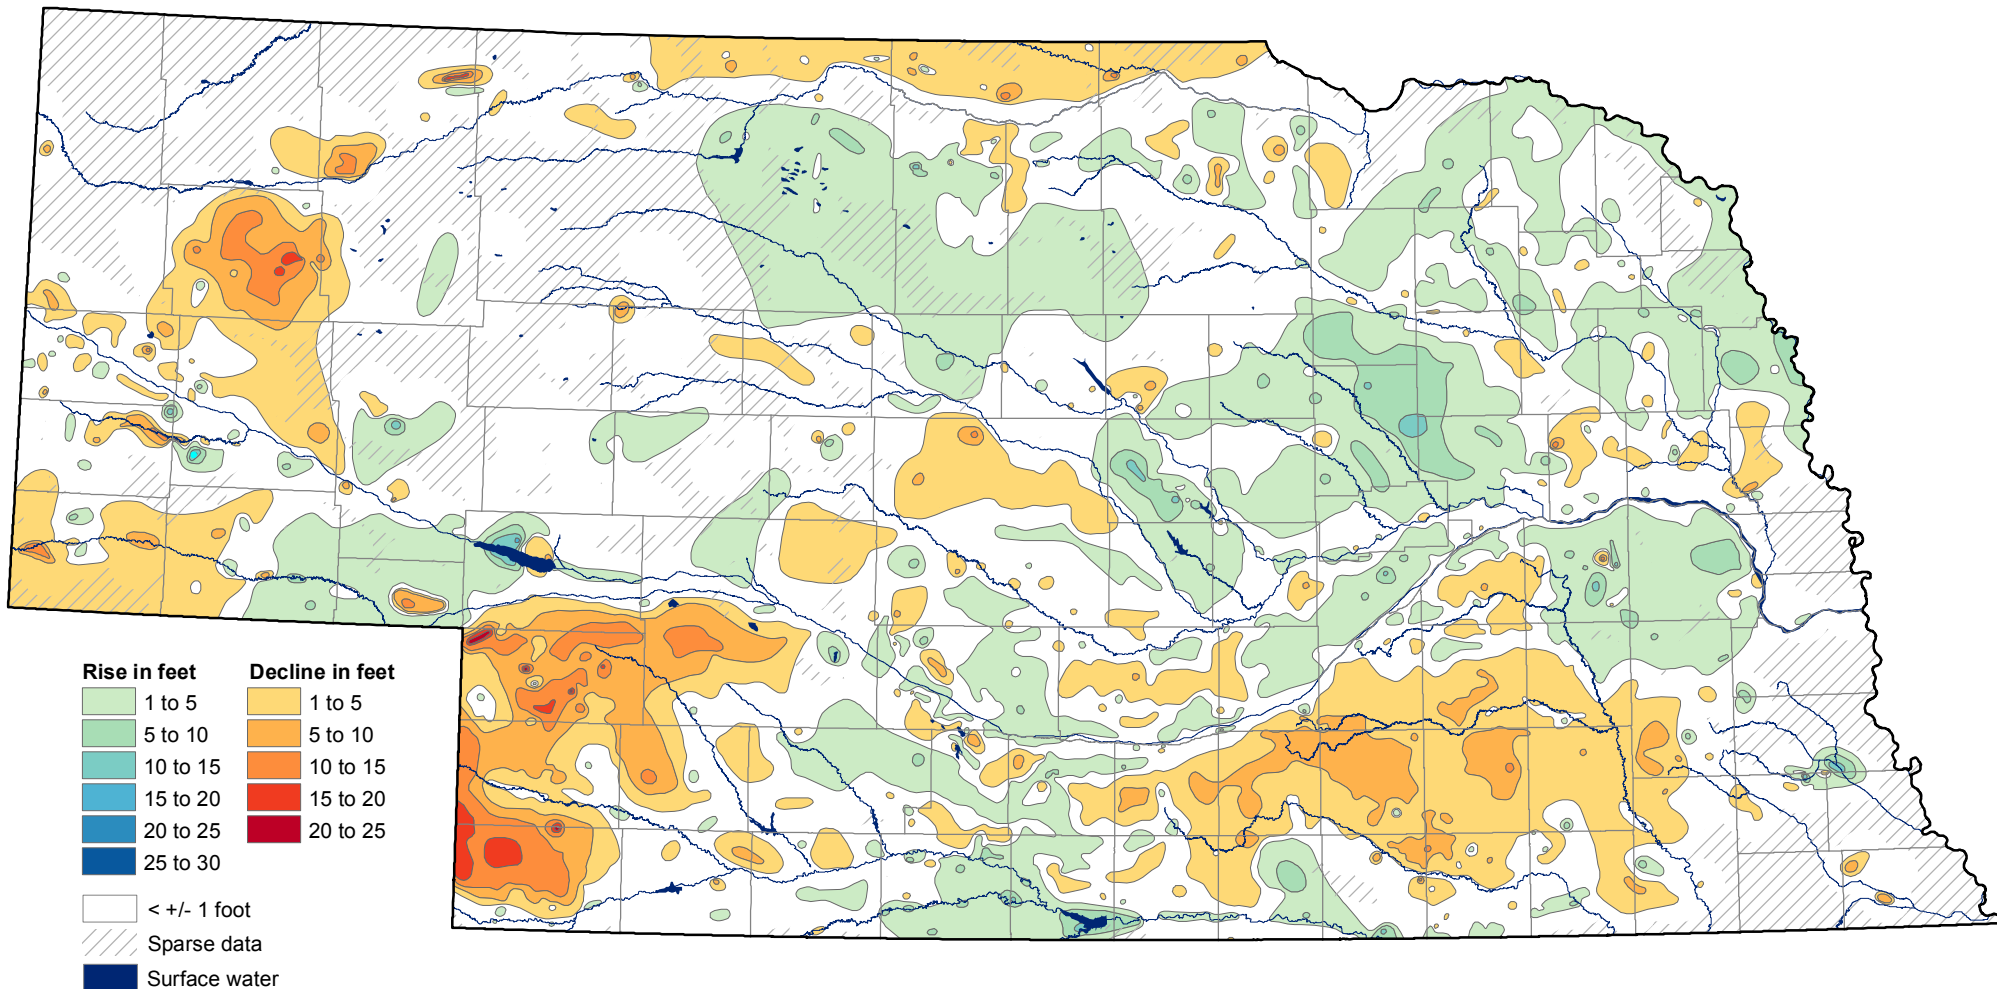 Rise in feet
1 to 5
5 to 10
10 to 15
15 to 20
20 to 25
25 to 30
Decline in feet
1 to 5
5 to 10
10 to 15
15 to 20
20 to 25
< +/- 1 foot
Sparse data
Surface water